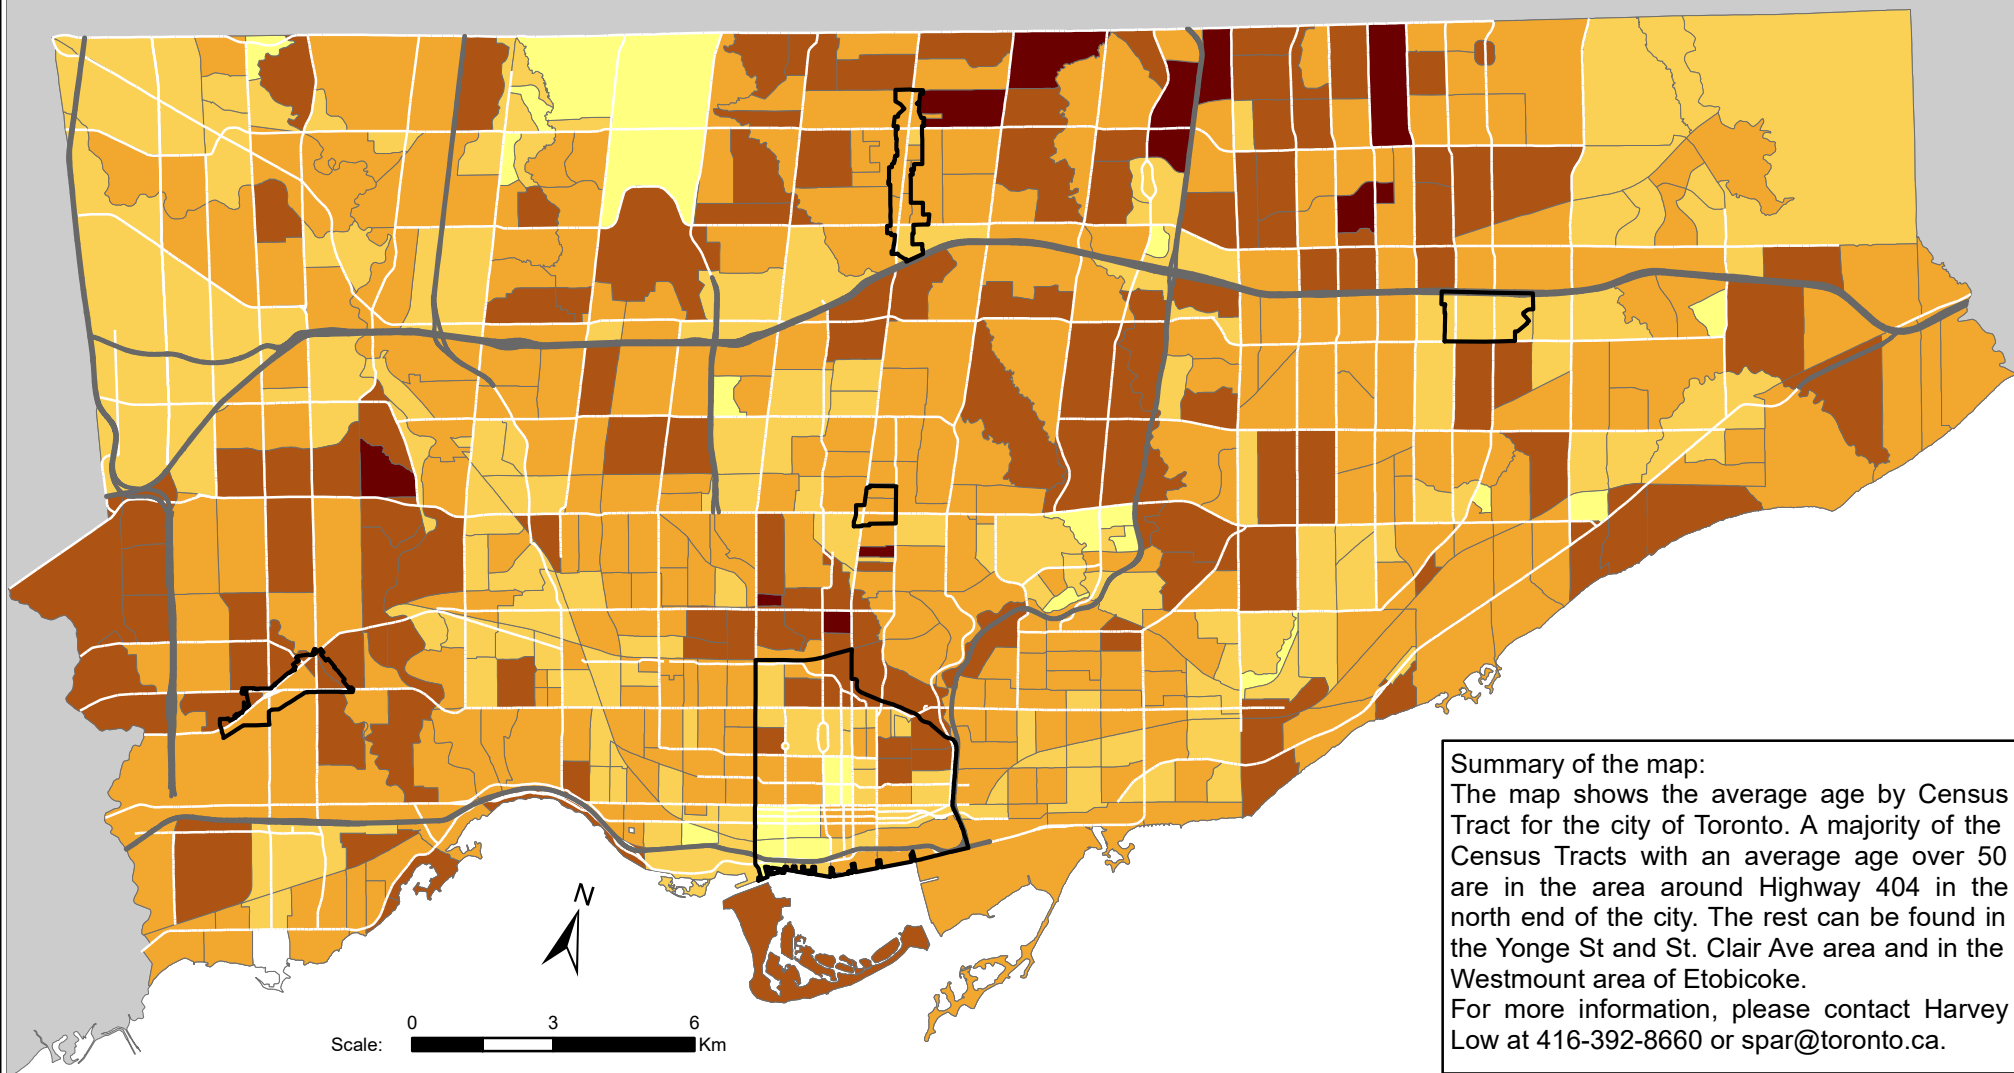 Summary of the map:
The map shows the average age by Census
Tract for the city of Toronto. A majority of the
Census Tracts with an average age over 50
are in the area around Highway 404 in the
north end of the city. The rest can be found in
the Yonge St and St. Clair Ave area and in the
Westmount area of Etobicoke.
For more information, please contact Harvey
Low at 416-392-8660 or spar@toronto.ca.
N
0 3 6
Scale: Km